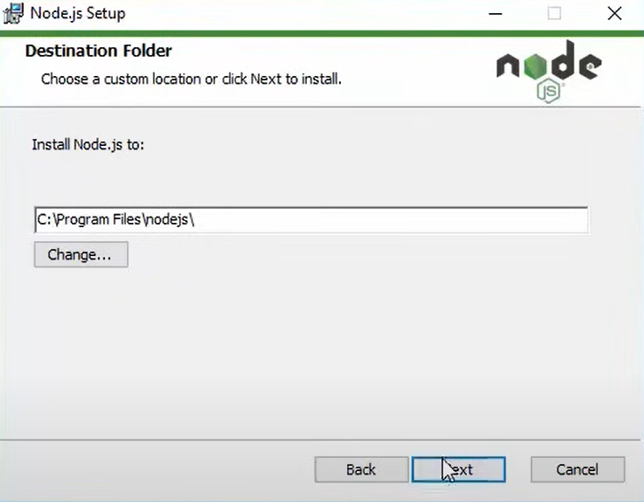 Node.js Setup
Destination Folder
Choose a custom location or click Next to install.
node
JS
Install Node.js to:
C:\Program Files\nodejs\
Change...
Back
Cancel